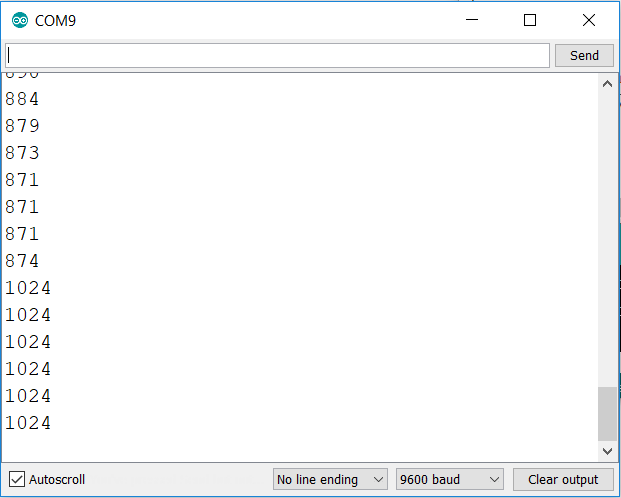 COM9
Send
884
879
873
871
871
871
874
1024
1024
1024
1024
1024
1024
Autoscroll
No line ending
9600 baud
Clear output